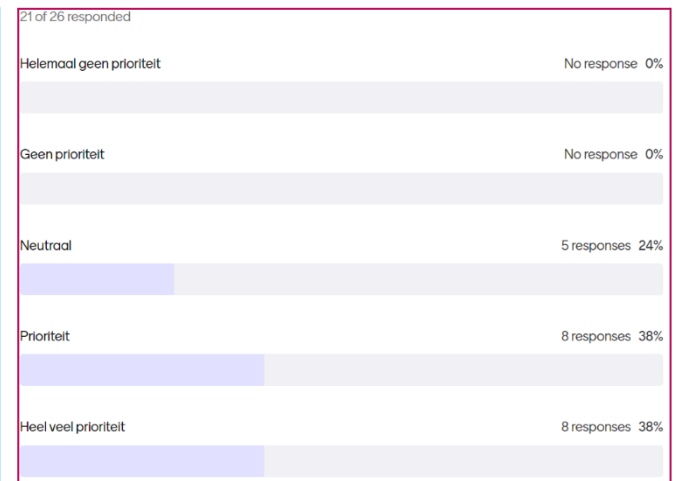 21 of 26 responded
Helemaal geen prioriteit No response 0%
Geen prioriteit No response 0%
Neutraal 5 responses 24%
Prioriteit 8 responses 38%
Heel veel prioriteit 8 responses 38%